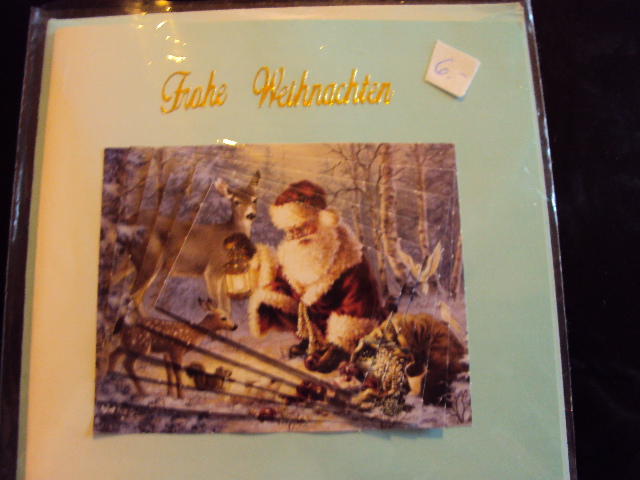 Frohe Weihnachten
6.-